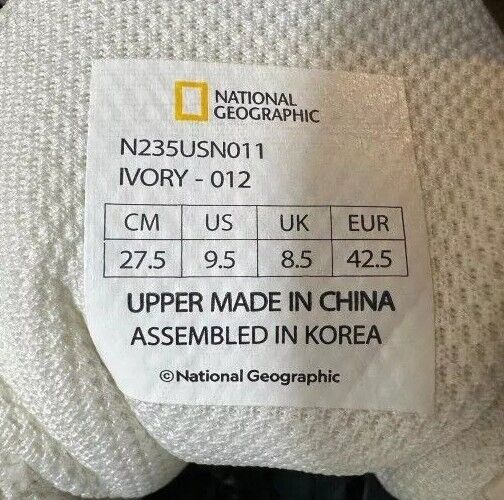 NATIONAL
GEOGRAPHIC
N235USN011
IVORY - 012
CM US UK EUR
27.5 9.5 8.5 42.5
UPPER MADE IN CHINA
ASSEMBLED IN KOREA
©National Geographic